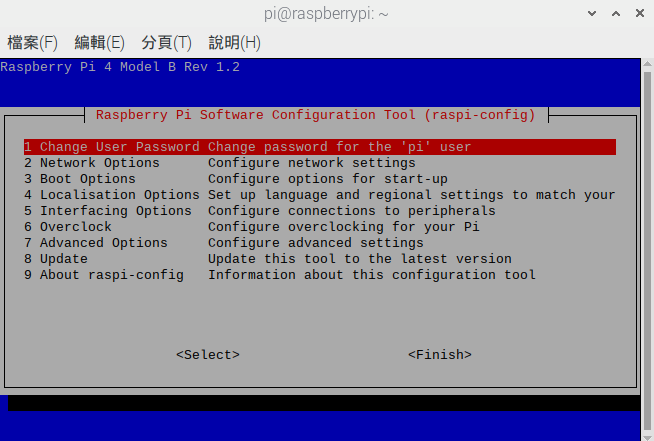 pi@raspberrypi: ~
檔案(F) 編輯(E) 分頁(T) 說明(H)
Raspberry Pi 4 Model B Rev 1.2
Raspberry Pi Software Configuration Tool (raspi-config)
1 Change User Password Change password for the 'pi' user
2 Network Options Configure network settings
3 Boot Options Configure options for start-up
4 Localisation Options Set up language and regional settings to match your
5 Interfacing Options Configure connections to peripherals
6 Overclock Configure overclocking for your Pi
7 Advanced Options Configure advanced settings
8 Update Update this tool to the latest version
9 About raspi-config Information about this configuration tool
<Select> <Finish>